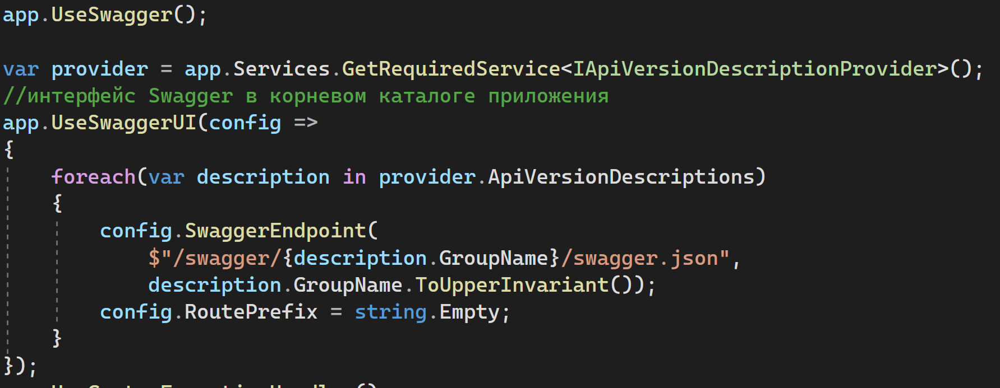 app.UseSwagger();
var provider = app.Services.GetRequiredService<IApiVersionDescriptionProvider>();
//интерфейс Swagger в корневом каталоге приложения
app.UseSwaggerUI(config =>
{
foreach(var description in provider.ApiVersionDescriptions)
{
config.SwaggerEndpoint(
$"/swagger/{description.GroupName}/swagger.json",
description.GroupName.ToUpperInvariant());
config.RoutePrefix = string.Empty;
}
});